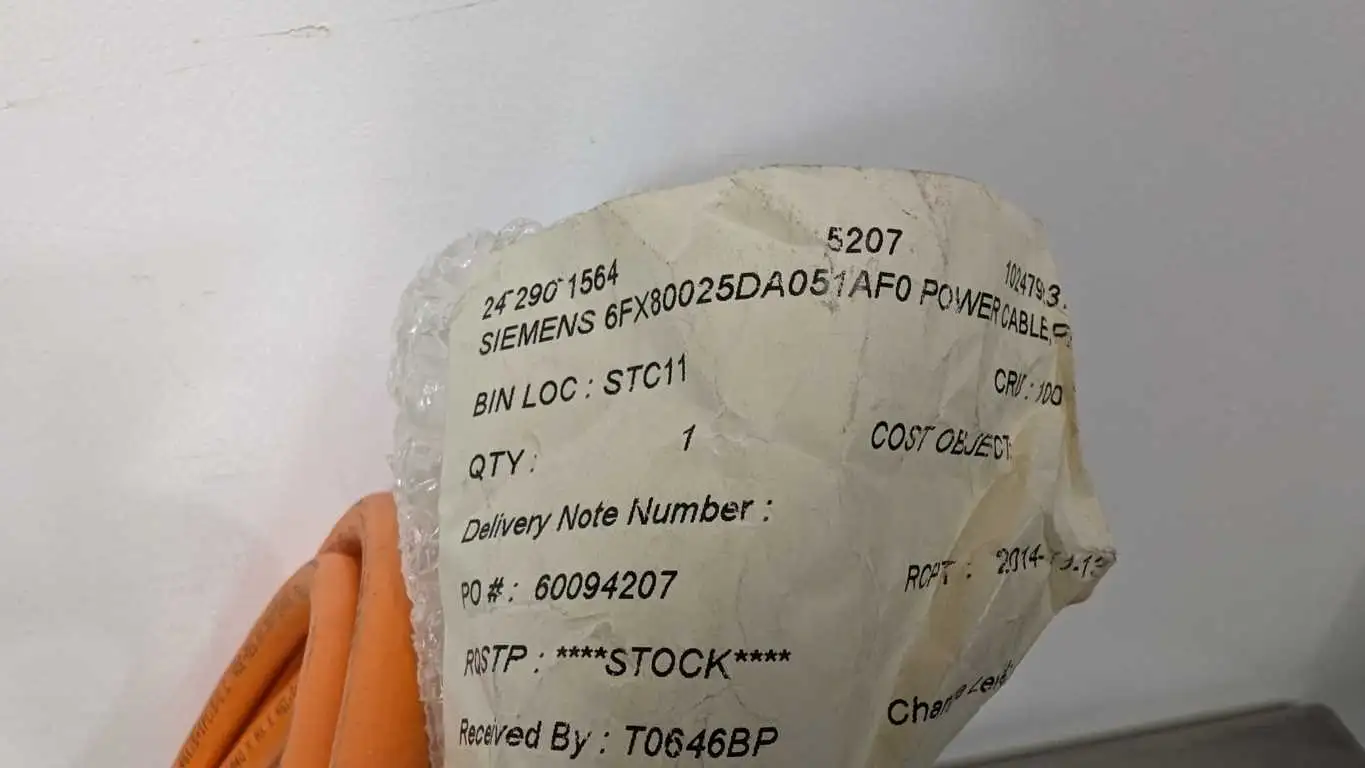 5207
24-290-1564
SIEMENS 6FX80025DA051AF0 POWER CABLE,
BIN LOC : STC11
QTY : 1
COST OBJECT
Delivery Note Number :
PO # : 60094207
RCPT :
RQSTP : ****STOCK****
Received By : T0646BP